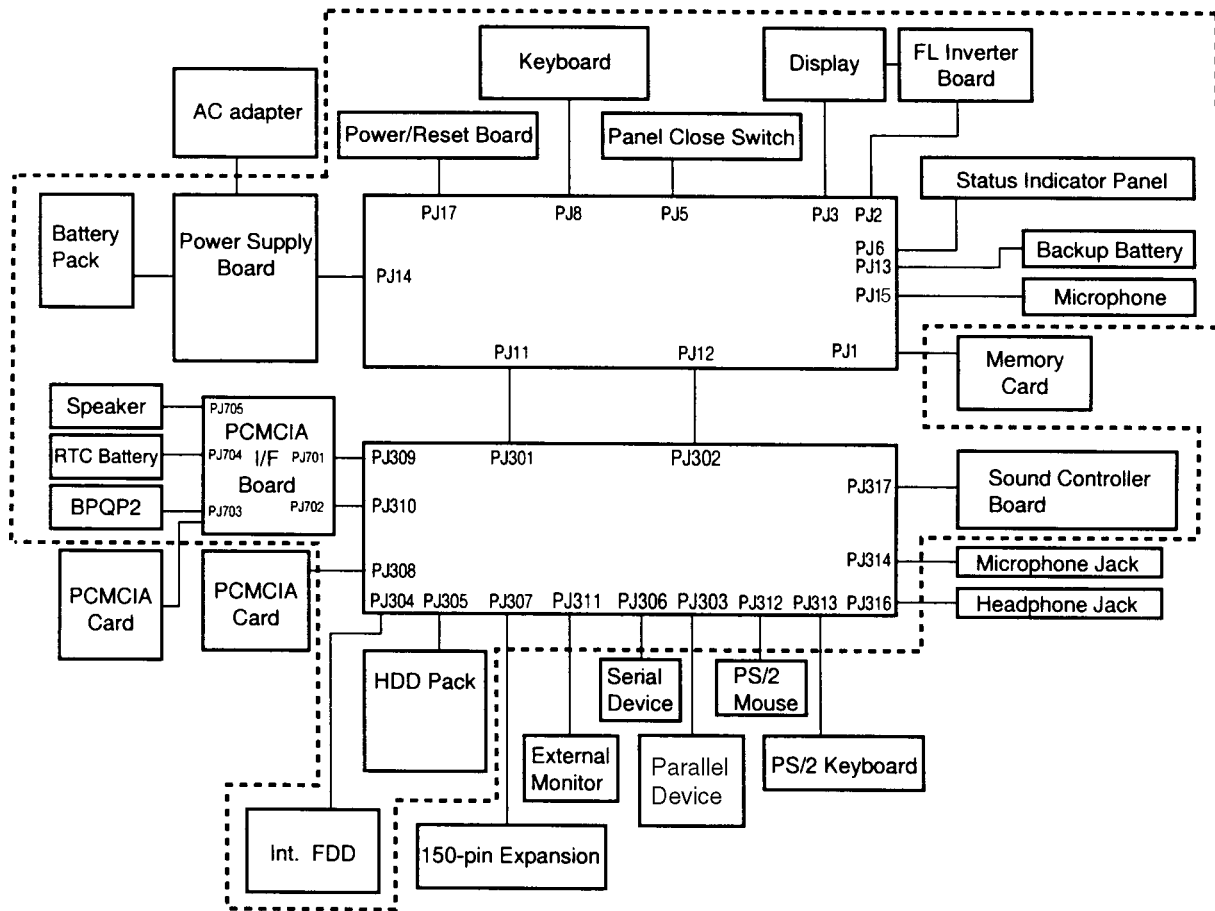 Keyboard
Display
FL Inverter
Board
AC adapter
Power/Reset Board
Panel Close Switch
Status Indicator Panel
Battery
Pack
Power Supply
Board
PJ17
PJ8
PJ5
PJ3
PJ2
PJ6
PJ13
PJ15
PJ14
Backup Battery
Microphone
PJ11
PJ12
PJ1
Memory
Card
Speaker
RTC Battery
BPQP2
PJ705
PCMCIA
I/F
Board
PJ704
PJ701
PJ703
PJ702
PJ309
PJ301
PJ302
PJ310
PJ317
Sound Controller
Board
PJ308
PJ314
Microphone Jack
PJ304
PJ305
PJ307
PJ311
PJ306
PJ303
PJ312
PJ313
PJ316
Headphone Jack
PCMCIA
Card
PCMCIA
Card
HDD Pack
Serial
Device
PS/2
Mouse
External
Monitor
Parallel
Device
PS/2 Keyboard
Int. FDD
150-pin Expansion